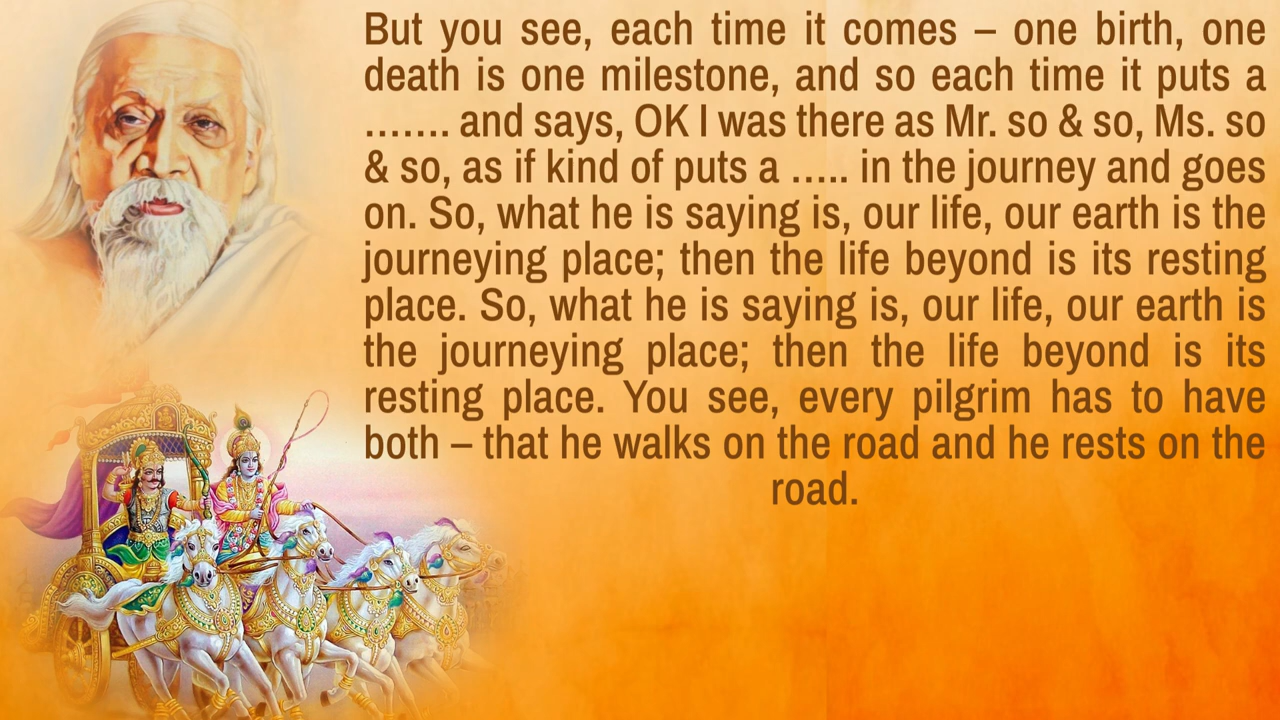 But you see, each time it comes – one birth, one
death is one milestone, and so each time it puts a
……. and says, OK I was there as Mr. so & so, Ms. so
& so, as if kind of puts a ….. in the journey and goes
on. So, what he is saying is, our life, our earth is the
journeying place; then the life beyond is its resting
place. So, what he is saying is, our life, our earth is
the journeying place; then the life beyond is its
resting place. You see, every pilgrim has to have
both – that he walks on the road and he rests on the
road.